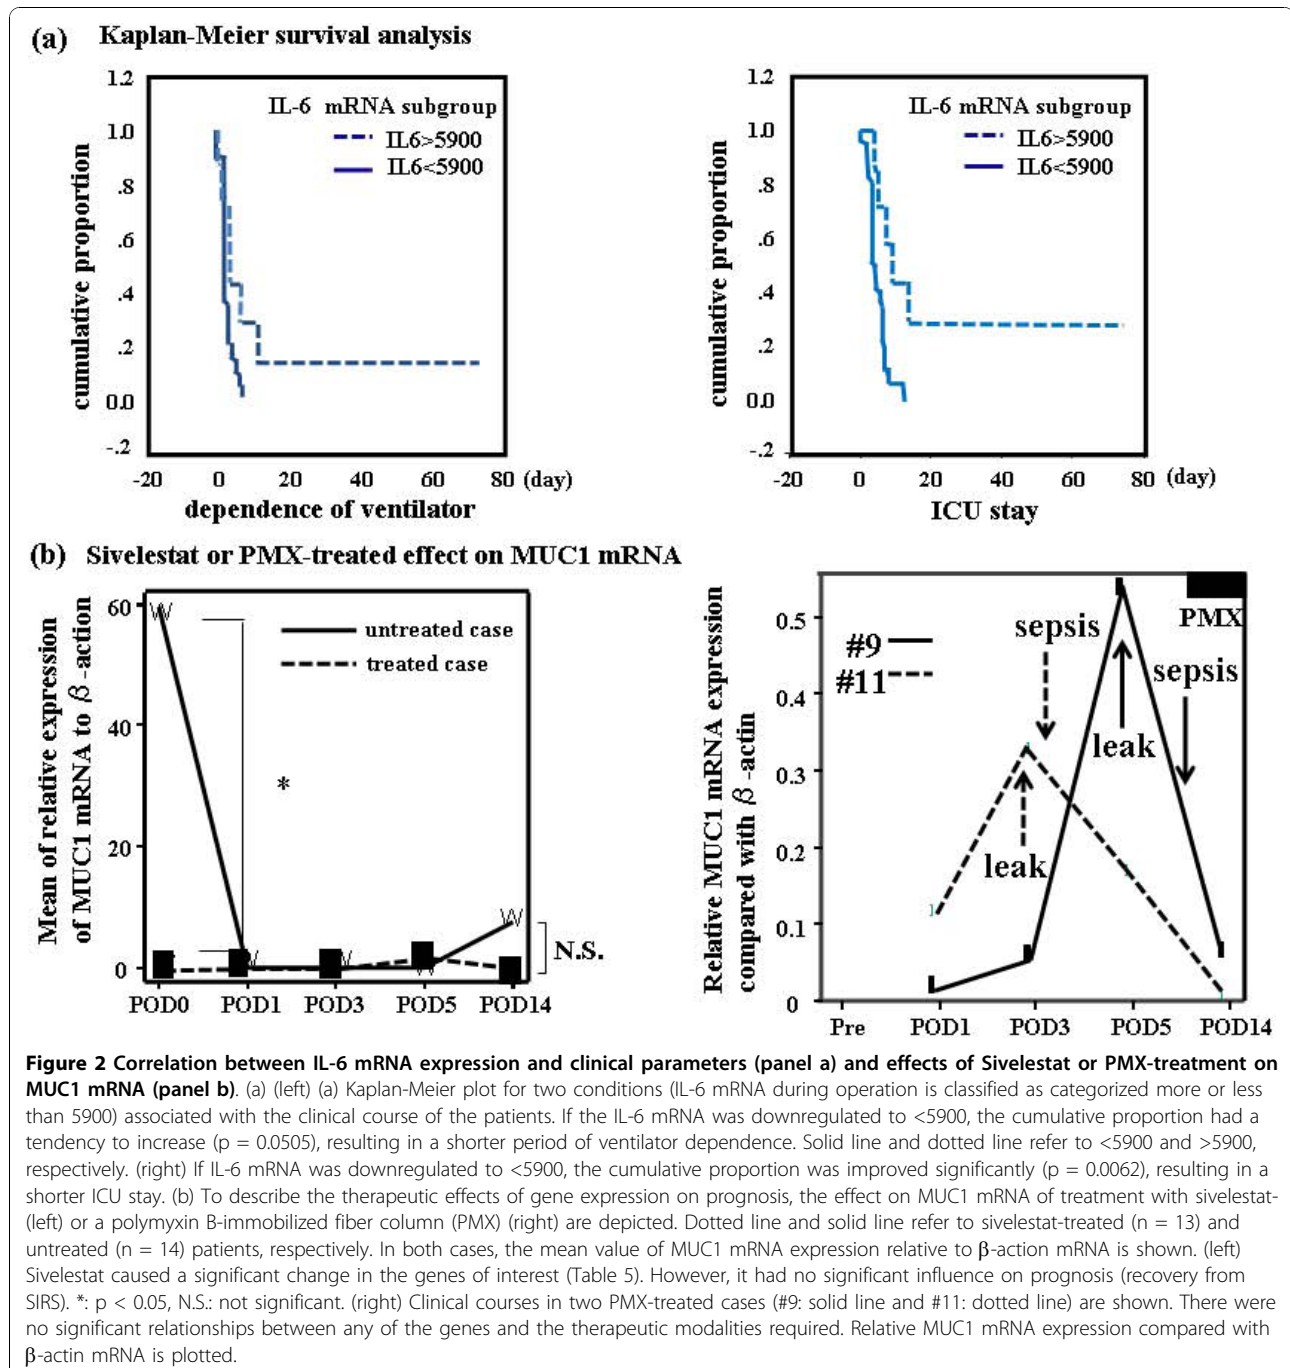 (a) Kaplan-Meier survival analysis
1.2
1.0
.8
.6
.4
.2
0.0
-.2
cumulative proportion
IL-6 mRNA subgroup
IL6>5900
IL6<5900
-20 0 20 40 60 80 (day)
dependence of ventilator
1.2
1.0
.8
.6
.4
.2
0.0
-.2
cumulative proportion
IL-6 mRNA subgroup
IL6>5900
IL6<5900
-20 0 20 40 60 80 (day)
ICU stay
(b) Sivelestat or PMX-treated effect on MUC1 mRNA
Mean of relative expression
of MUC1 mRNA to β-action
60
40
20
0
untreated case
treated case
*
N.S.
POD0 POD1 POD3 POD5 POD14
Relative MUC1 mRNA expression
compared with β-actin
0.5
0.4
0.3
0.2
0.1
0
#9
#11
sepsis
leak
leak
sepsis
PMX
Pre POD1 POD3 POD5 POD14
Figure 2 Correlation between IL-6 mRNA expression and clinical parameters (panel a) and effects of Sivelestat or PMX-treatment on
MUC1 mRNA (panel b). (a) (left) (a) Kaplan-Meier plot for two conditions (IL-6 mRNA during operation is classified as categorized more or less
than 5900) associated with the clinical course of the patients. If the IL-6 mRNA was downregulated to <5900, the cumulative proportion had a
tendency to increase (p = 0.0505), resulting in a shorter period of ventilator dependence. Solid line and dotted line refer to <5900 and >5900,
respectively. (right) If IL-6 mRNA was downregulated to <5900, the cumulative proportion was improved significantly (p = 0.0062), resulting in a
shorter ICU stay. (b) To describe the therapeutic effects of gene expression on prognosis, the effect on MUC1 mRNA of treatment with sivelestat-
(left) or a polymyxin B-immobilized fiber column (PMX) (right) are depicted. Dotted line and solid line refer to sivelestat-treated (n = 13) and
untreated (n = 14) patients, respectively. In both cases, the mean value of MUC1 mRNA expression relative to β-action mRNA is shown. (left)
Sivelestat caused a significant change in the genes of interest (Table 5). However, it had no significant influence on prognosis (recovery from
SIRS). *: p < 0.05, N.S.: not significant. (right) Clinical courses in two PMX-treated cases (#9: solid line and #11: dotted line) are shown. There were
no significant relationships between any of the genes and the therapeutic modalities required. Relative MUC1 mRNA expression compared with
β-actin mRNA is plotted.